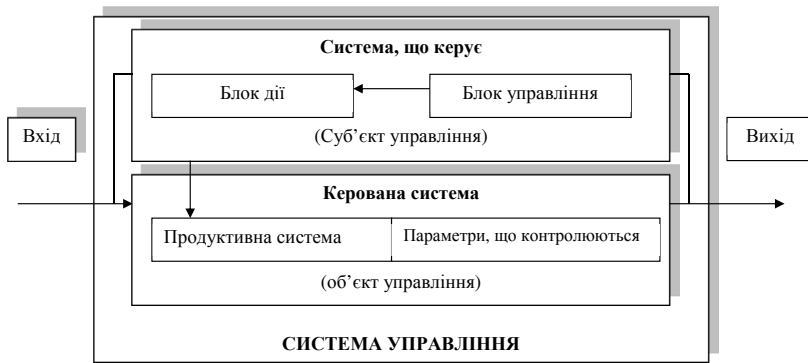 Система, що керує
Блок дії
Блок управління
(Суб’єкт управління)
Вхід
Вихід
Керована система
Продуктивна система
Параметри, що контролюються
(об’єкт управління)
СИСТЕМА УПРАВЛІННЯ